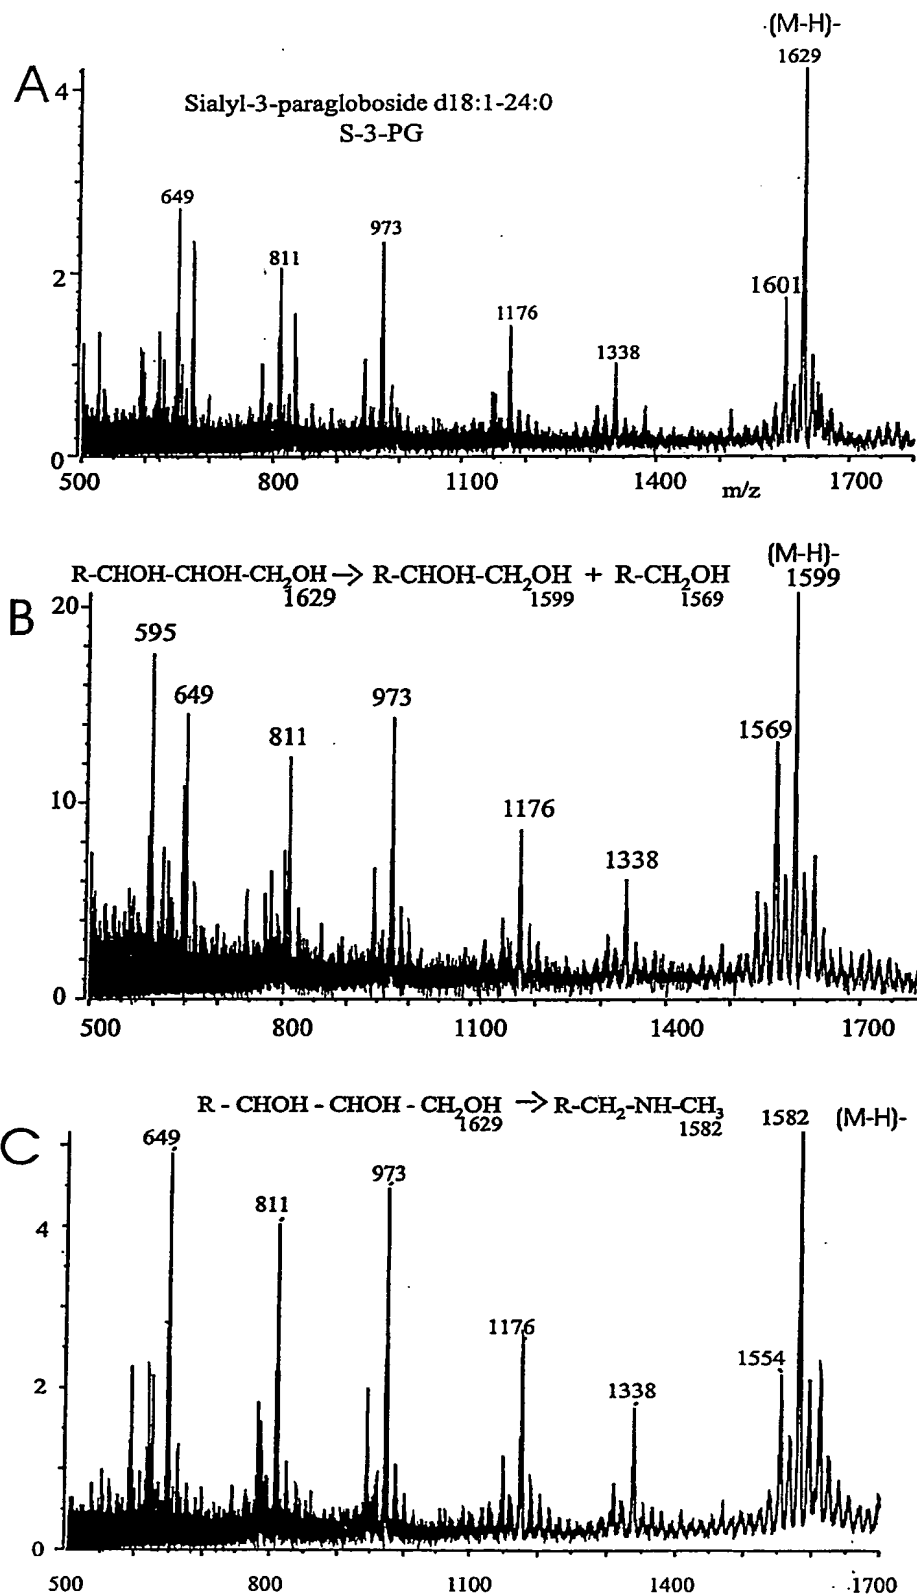 (M-H)-
1629
A
4
Sialyl-3-paragloboside d18:1-24:0
S-3-PG
649
973
811
2
1601
1176
1338
0
500 800 1100 1400 m/z 1700
(M-H)-
R-CHOH-CHOH-CH2OH → R-CHOH-CH2OH + R-CH2OH
1629 1599 1569 1599
B
20
595
649
973
811
1569
10
1176
1338
0
500 800 1100 1400 1700
R - CHOH - CHOH - CH2OH → R-CH2-NH-CH3
1629 1582
1582 (M-H)-
C
649
973
811
4
1176
1554
2
1338
0
500 800 1100 1400 1700